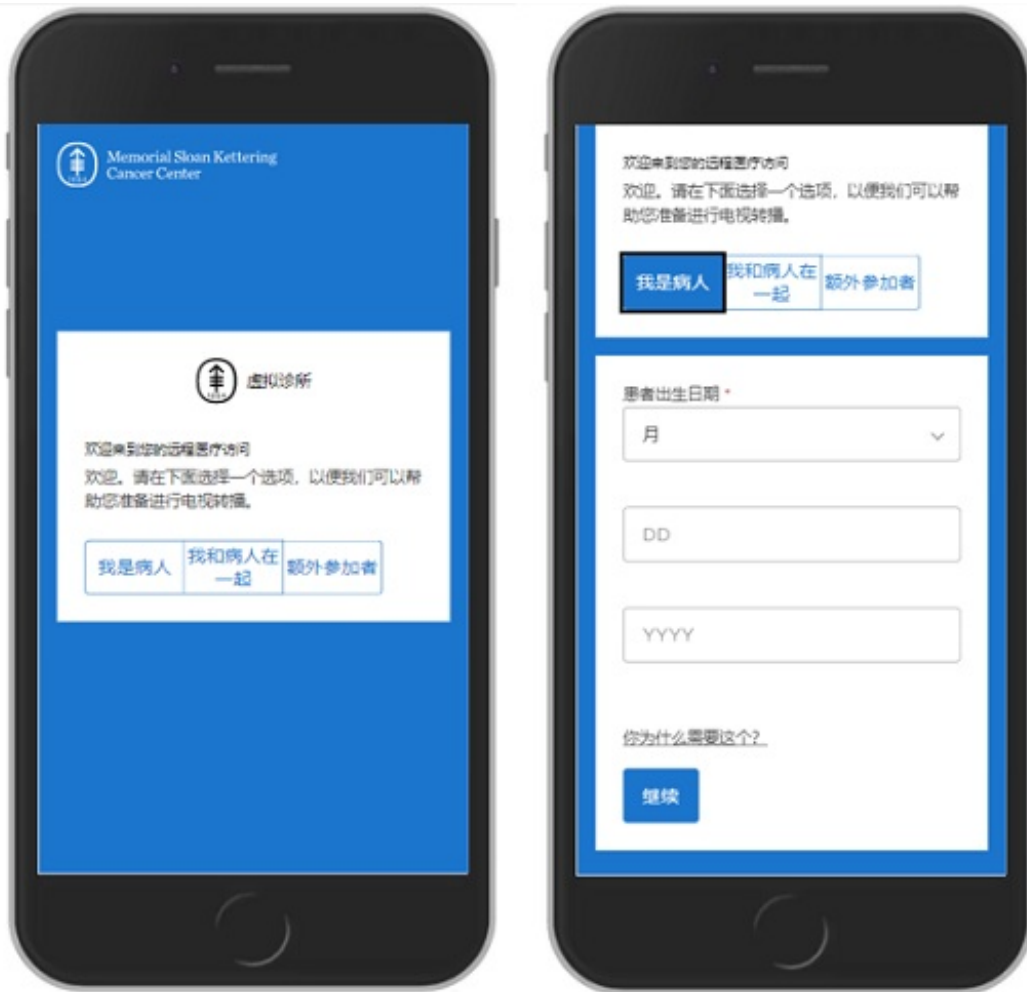 Memorial Sloan Kettering
Cancer Center
虚拟诊所
欢迎来到您的远程医疗访问
欢迎。请在下面选择一个选项，以便我们可以帮
助您准备进行电视转播。
我是病人
我和病人在
一起
额外参加者
欢迎来到您的远程医疗访问
欢迎。请在下面选择一个选项，以便我们可以帮
助您准备进行电视转播。
我是病人
我和病人在
一起
额外参加者
患者出生日期 *
月
DD
YYYY
你为什么需要这个？
继续